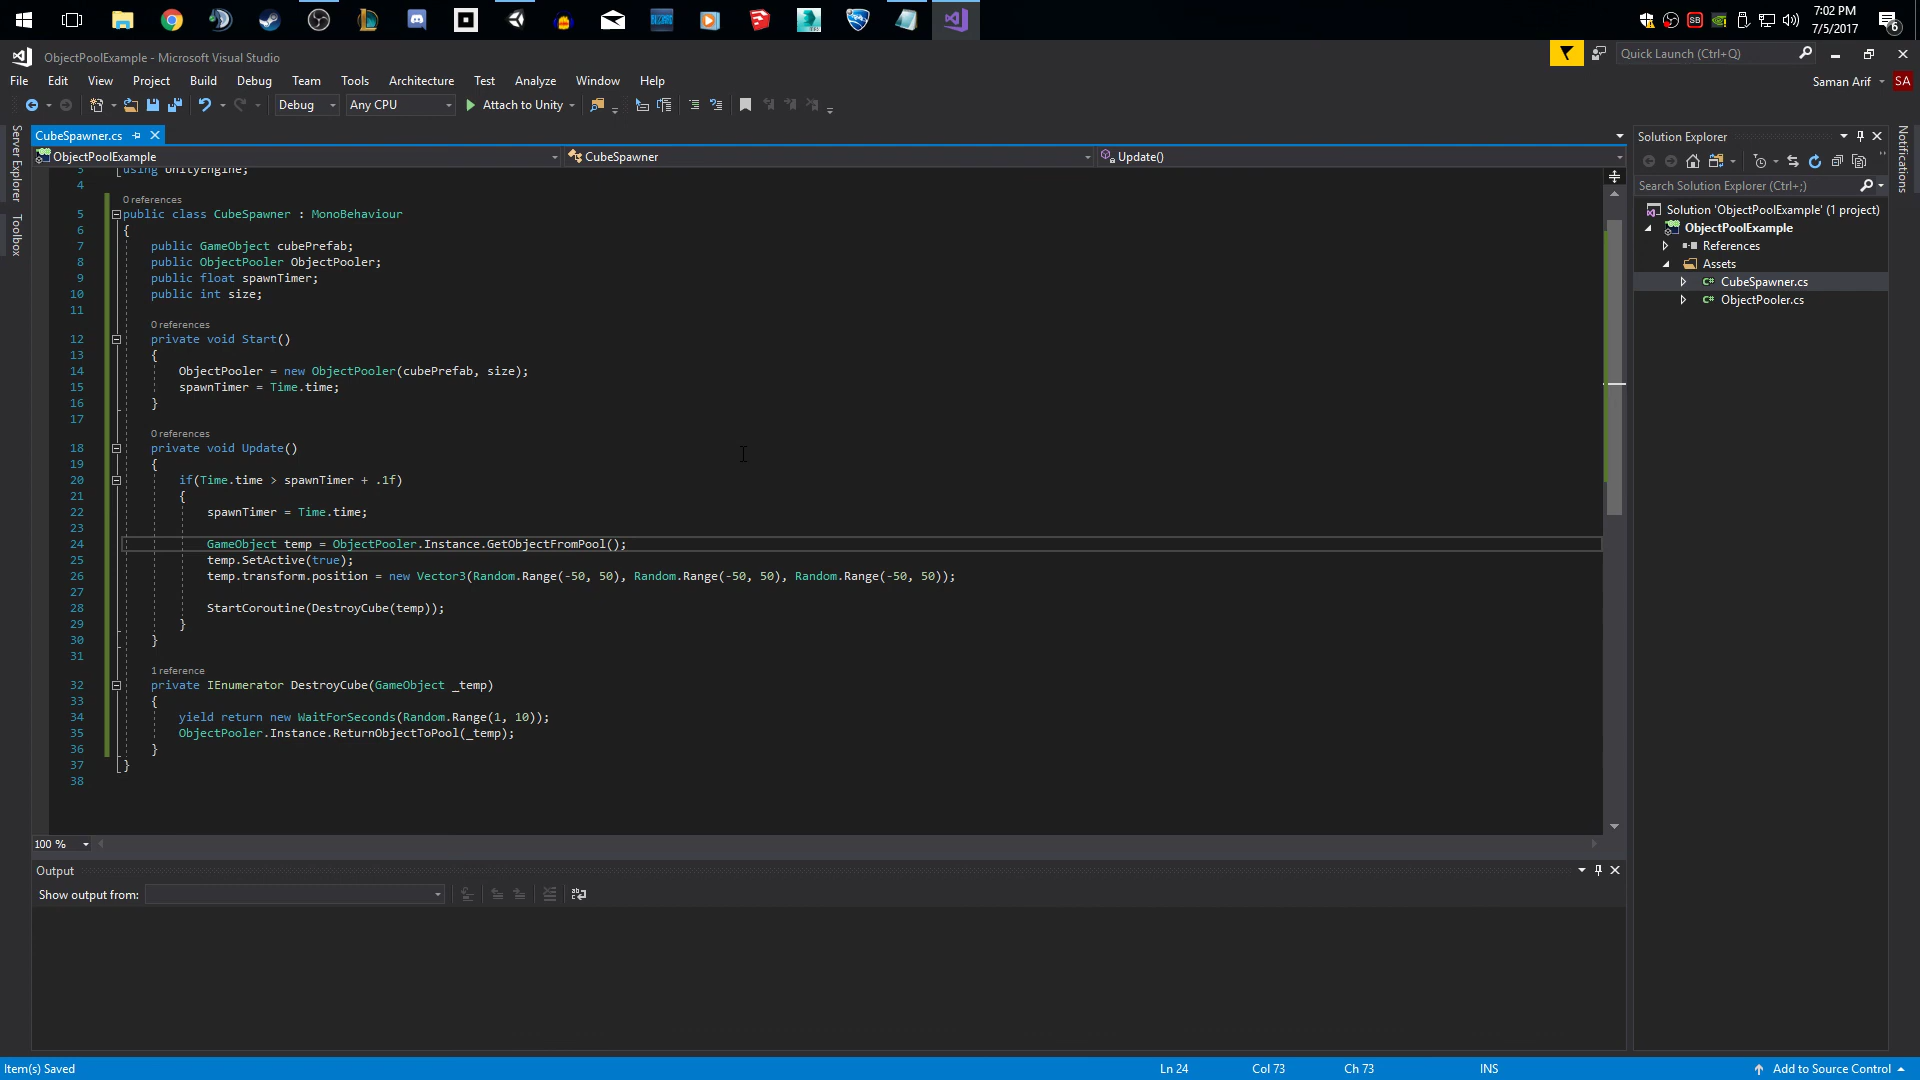 7:02 PM
7/5/2017
6
ObjectPoolExample - Microsoft Visual Studio
Quick Launch (Ctrl+Q)
File Edit View Project Build Debug Team Tools Architecture Test Analyze Window Help
Saman Arif SA
Debug Any CPU Attach to Unity
Server Explorer
Toolbox
Notifications
CubeSpawner.cs
ObjectPoolExample CubeSpawner Update()
3 using UnityEngine;
4
0 references
5 public class CubeSpawner : MonoBehaviour
6 {
7 public GameObject cubePrefab;
8 public ObjectPooler ObjectPooler;
9 public float spawnTimer;
10 public int size;
11
0 references
12 private void Start()
13 {
14 ObjectPooler = new ObjectPooler(cubePrefab, size);
15 spawnTimer = Time.time;
16 }
17
0 references
18 private void Update()
19 {
20 if(Time.time > spawnTimer + .1f)
21 {
22 spawnTimer = Time.time;
23
24 GameObject temp = ObjectPooler.Instance.GetObjectFromPool();
25 temp.SetActive(true);
26 temp.transform.position = new Vector3(Random.Range(-50, 50), Random.Range(-50, 50), Random.Range(-50, 50));
27
28 StartCoroutine(DestroyCube(temp));
29 }
30 }
31
1 reference
32 private IEnumerator DestroyCube(GameObject _temp)
33 {
34 yield return new WaitForSeconds(Random.Range(1, 10));
35 ObjectPooler.Instance.ReturnObjectToPool(_temp);
36 }
37 }
38
100 %
Output
Show output from:
Solution Explorer
Search Solution Explorer (Ctrl+;)
Solution 'ObjectPoolExample' (1 project)
ObjectPoolExample
References
Assets
C# CubeSpawner.cs
C# ObjectPooler.cs
Item(s) Saved Ln 24 Col 73 Ch 73 INS Add to Source Control